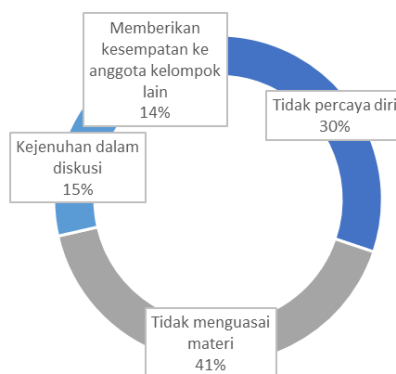 Memberikan
kesempatan ke
anggota kelompok
lain
14%
Tidak percaya diri
30%
Kejenuhan dalam
diskusi
15%
Tidak menguasai
materi
41%